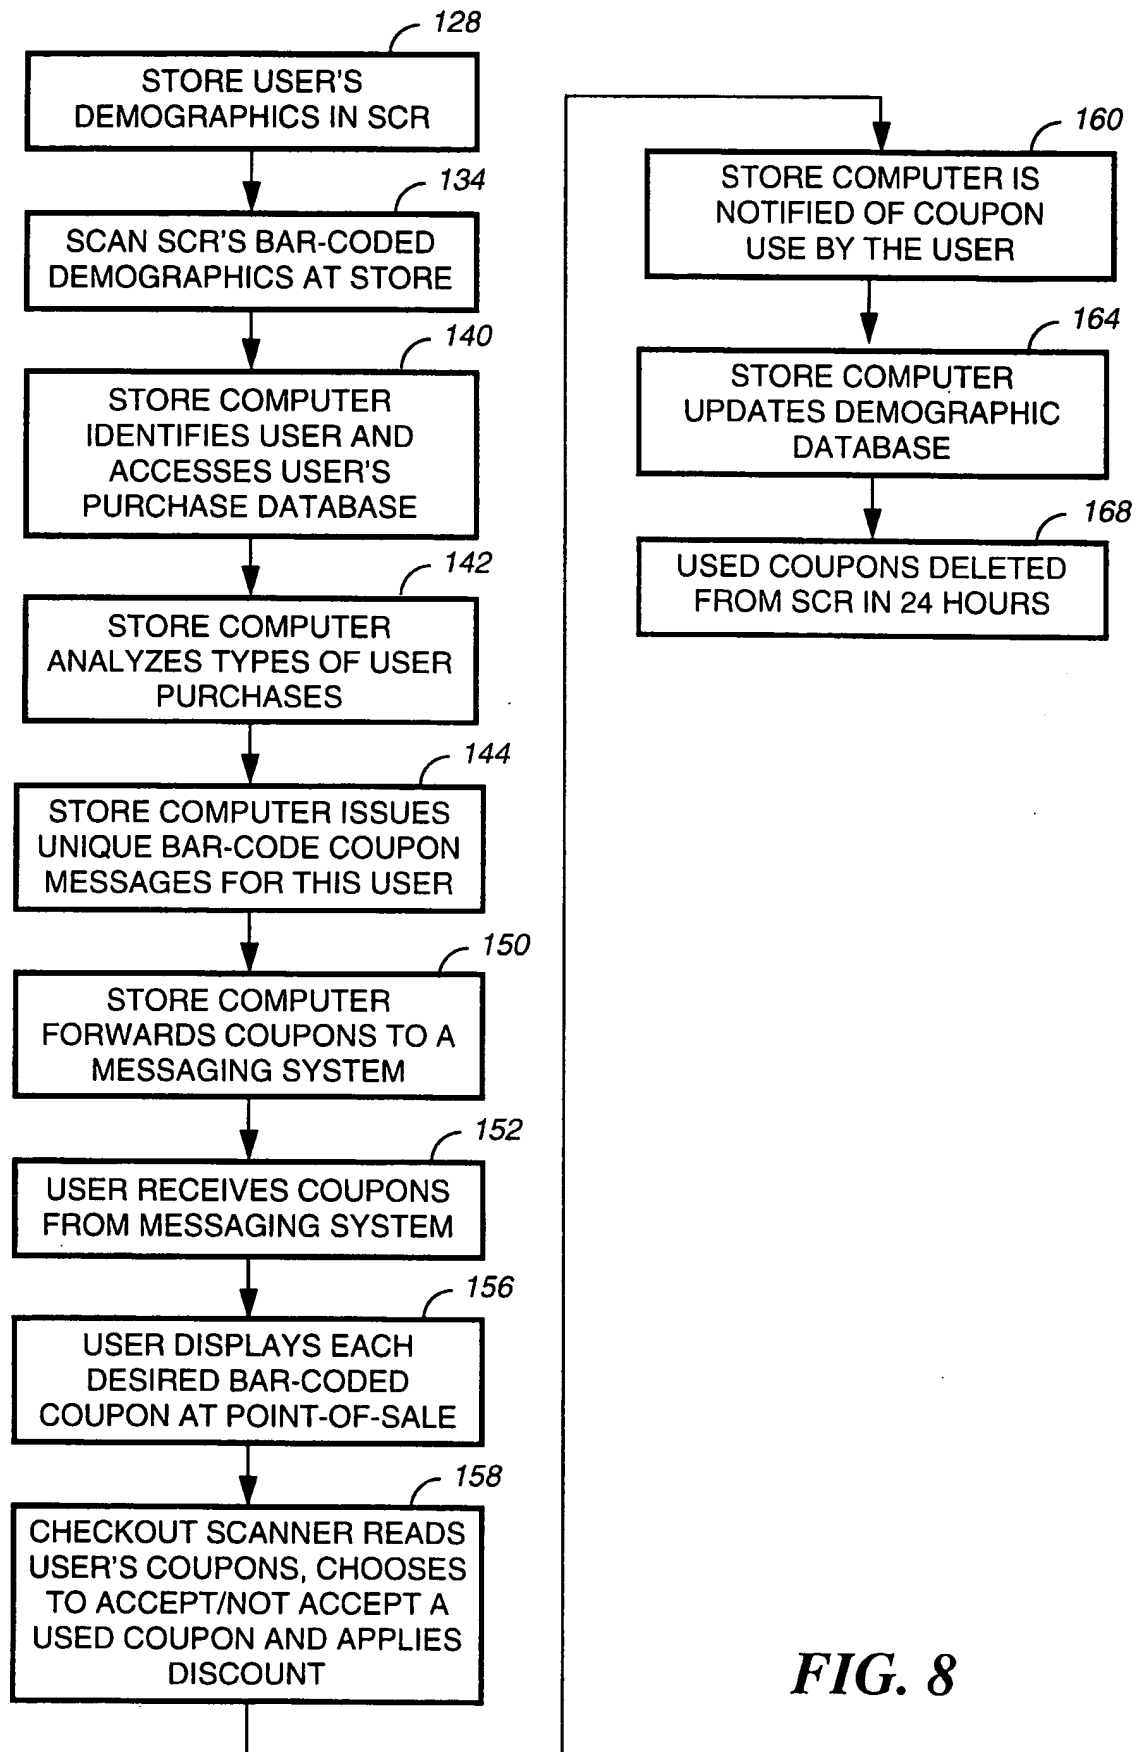 128
STORE USER'S
DEMOGRAPHICS IN SCR
134
SCAN SCR'S BAR-CODED
DEMOGRAPHICS AT STORE
140
STORE COMPUTER
IDENTIFIES USER AND
ACCESSES USER'S
PURCHASE DATABASE
142
STORE COMPUTER
ANALYZES TYPES OF USER
PURCHASES
144
STORE COMPUTER ISSUES
UNIQUE BAR-CODE COUPON
MESSAGES FOR THIS USER
150
STORE COMPUTER
FORWARDS COUPONS TO A
MESSAGING SYSTEM
152
USER RECEIVES COUPONS
FROM MESSAGING SYSTEM
156
USER DISPLAYS EACH
DESIRED BAR-CODED
COUPON AT POINT-OF-SALE
158
CHECKOUT SCANNER READS
USER'S COUPONS, CHOOSES
TO ACCEPT/NOT ACCEPT A
USED COUPON AND APPLIES
DISCOUNT
160
STORE COMPUTER IS
NOTIFIED OF COUPON
USE BY THE USER
164
STORE COMPUTER
UPDATES DEMOGRAPHIC
DATABASE
168
USED COUPONS DELETED
FROM SCR IN 24 HOURS
FIG. 8